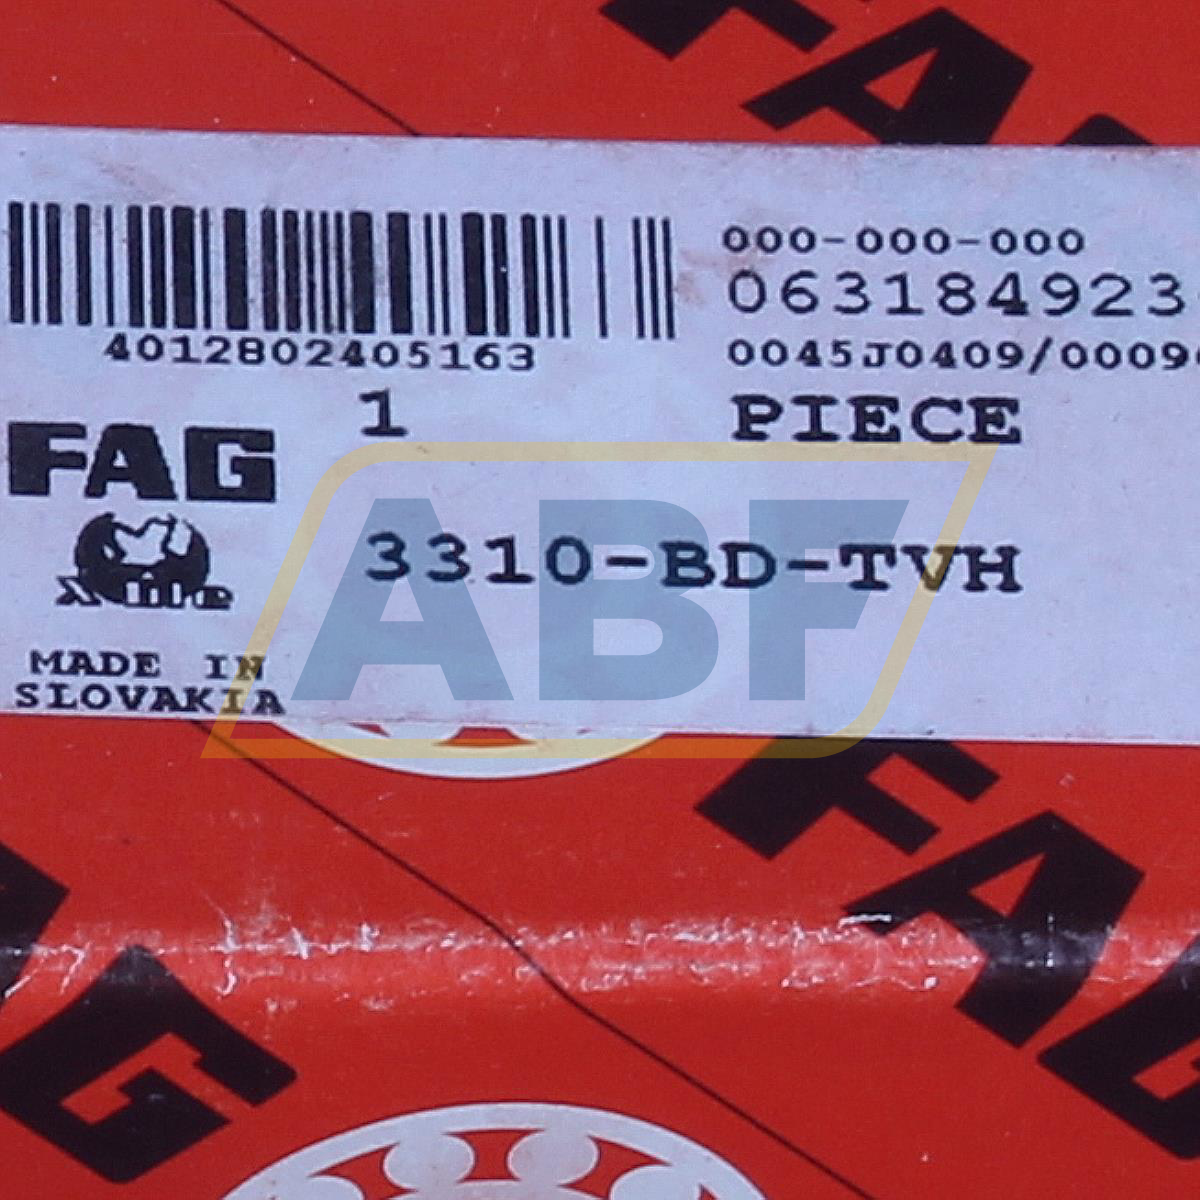 FAG
000-000-000
063184923
4012802405163
0045J0409/0009
1 PIECE
FAG
X-life
3310-BD-TVH
ABF
MADE IN
SLOVAKIA
FAG
FAG